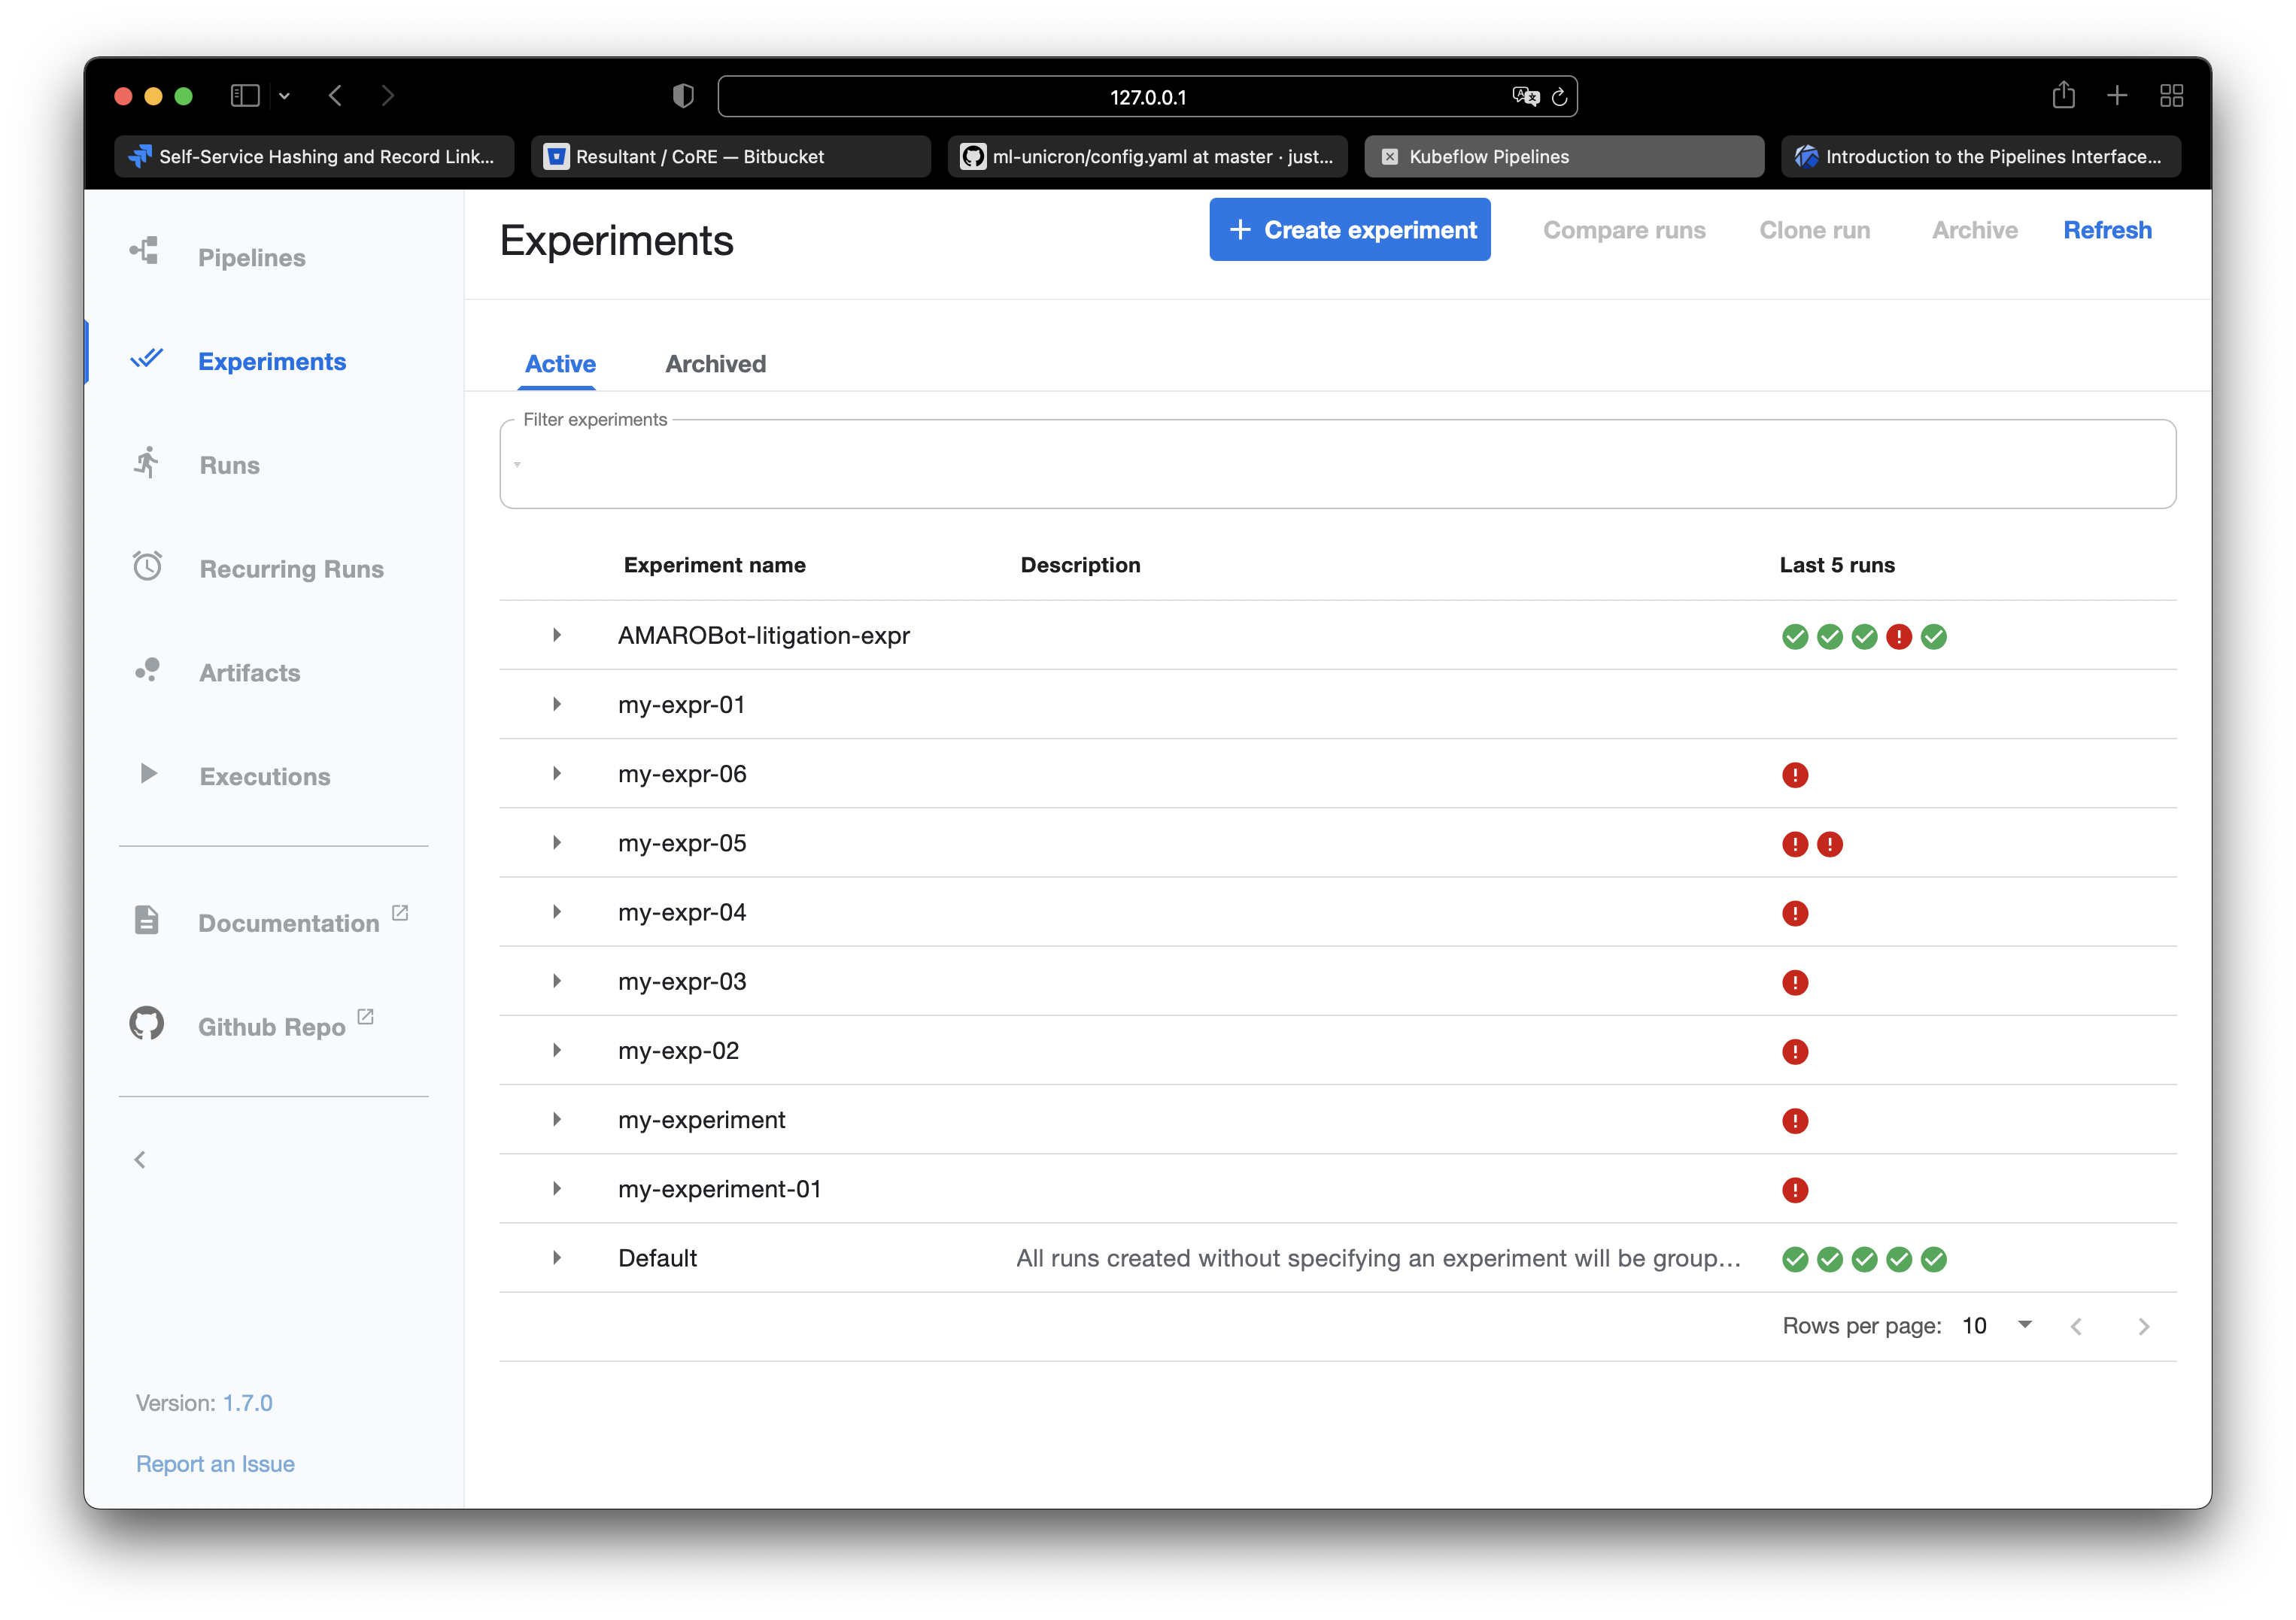 127.0.0.1
Self-Service Hashing and Record Link...
Resultant / CoRE — Bitbucket
ml-unicron/config.yaml at master · just...
Kubeflow Pipelines
Introduction to the Pipelines Interface...
Pipelines
Experiments
Runs
Recurring Runs
Artifacts
Executions
Documentation
Github Repo
Version: 1.7.0
Report an Issue
Experiments
+ Create experiment
Compare runs
Clone run
Archive
Refresh
Active
Archived
Filter experiments
Experiment name Description Last 5 runs
AMAROBot-litigation-expr
my-expr-01
my-expr-06
my-expr-05
my-expr-04
my-expr-03
my-exp-02
my-experiment
my-experiment-01
Default All runs created without specifying an experiment will be group...
Rows per page: 10